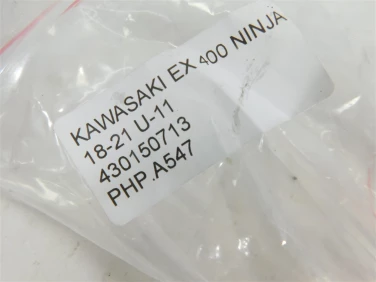 KAWASAKI EX 400 NINJA
18-21 U-11
430150713
PHP.A547